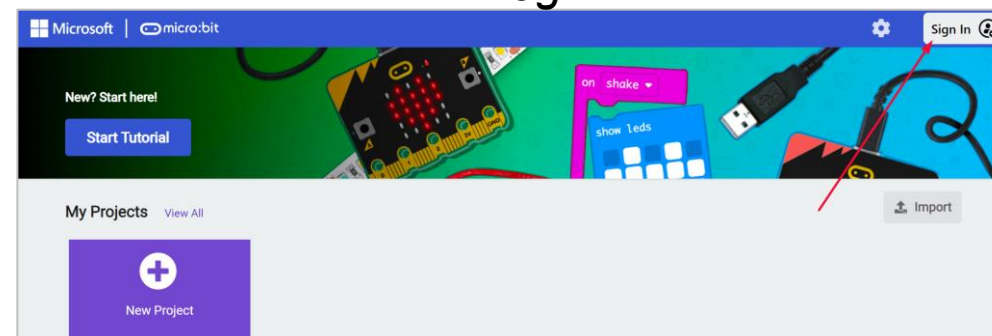 Microsoft | micro:bit
Sign In
New? Start here!
Start Tutorial
on shake
show leds
My Projects View All
Import
New Project